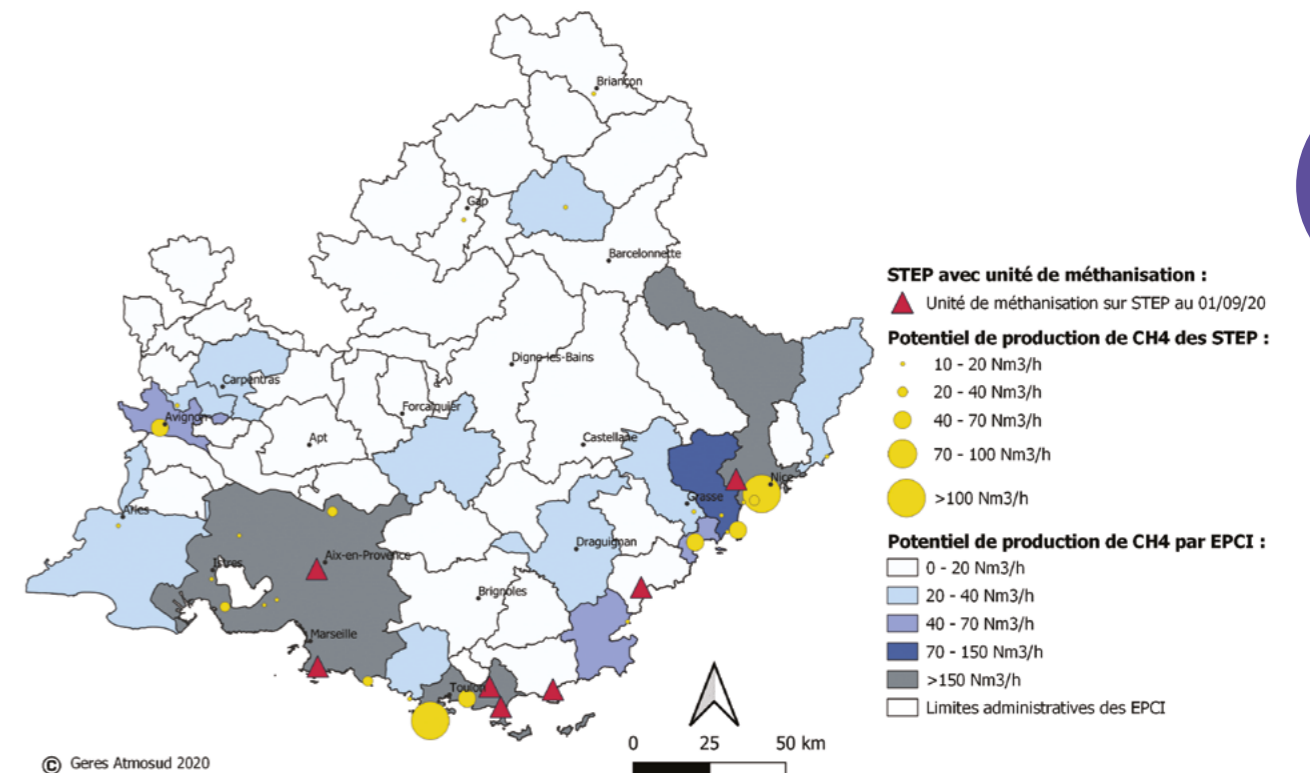 Briançon
Gap
Barcelonnette
Digne-les-Bains
Carpentras
Forcalquier
Avignon
Apt
Castellane
Nice
Grasse
Arles
Draguignan
Aix-en-Provence
Istres
Brignoles
Marseille
Toulon
STEP avec unité de méthanisation :
Unité de méthanisation sur STEP au 01/09/20
Potentiel de production de CH4 des STEP :
10 - 20 Nm3/h
20 - 40 Nm3/h
40 - 70 Nm3/h
70 - 100 Nm3/h
>100 Nm3/h
Potentiel de production de CH4 par EPCI :
0 - 20 Nm3/h
20 - 40 Nm3/h
40 - 70 Nm3/h
70 - 150 Nm3/h
>150 Nm3/h
Limites administratives des EPCI
0 25 50 km
© Geres Atmosud 2020